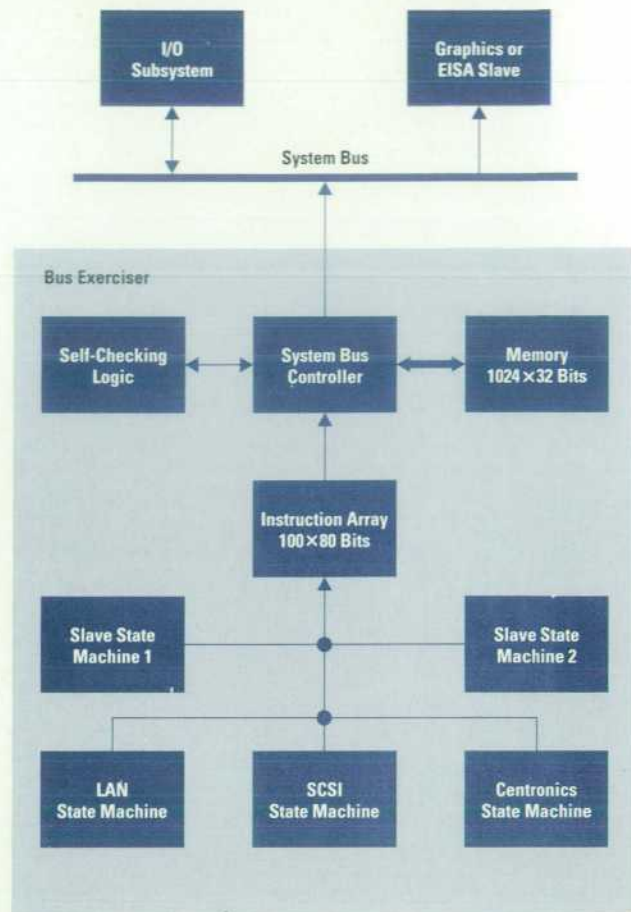 I/O
Subsystem
Graphics or
EISA Slave
System Bus
Bus Exerciser
Self-Checking
Logic
System Bus
Controller
Memory
1024×32 Bits
Instruction Array
100×80 Bits
Slave State
Machine 1
Slave State
Machine 2
LAN
State Machine
SCSI
State Machine
Centronics
State Machine